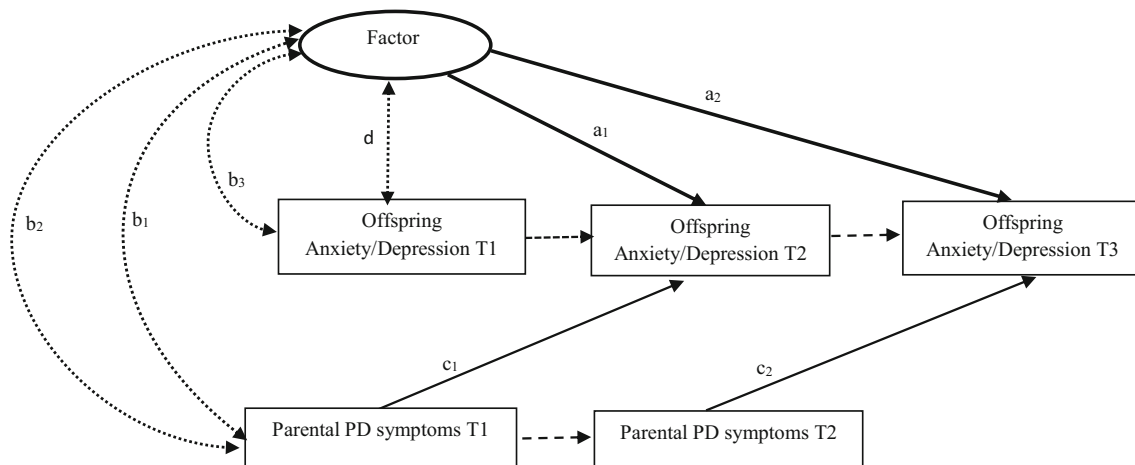 Factor
a2
a1
d
b3
b2
b1
Offspring
Anxiety/Depression T1
Offspring
Anxiety/Depression T2
Offspring
Anxiety/Depression T3
c1
c2
Parental PD symptoms T1
Parental PD symptoms T2